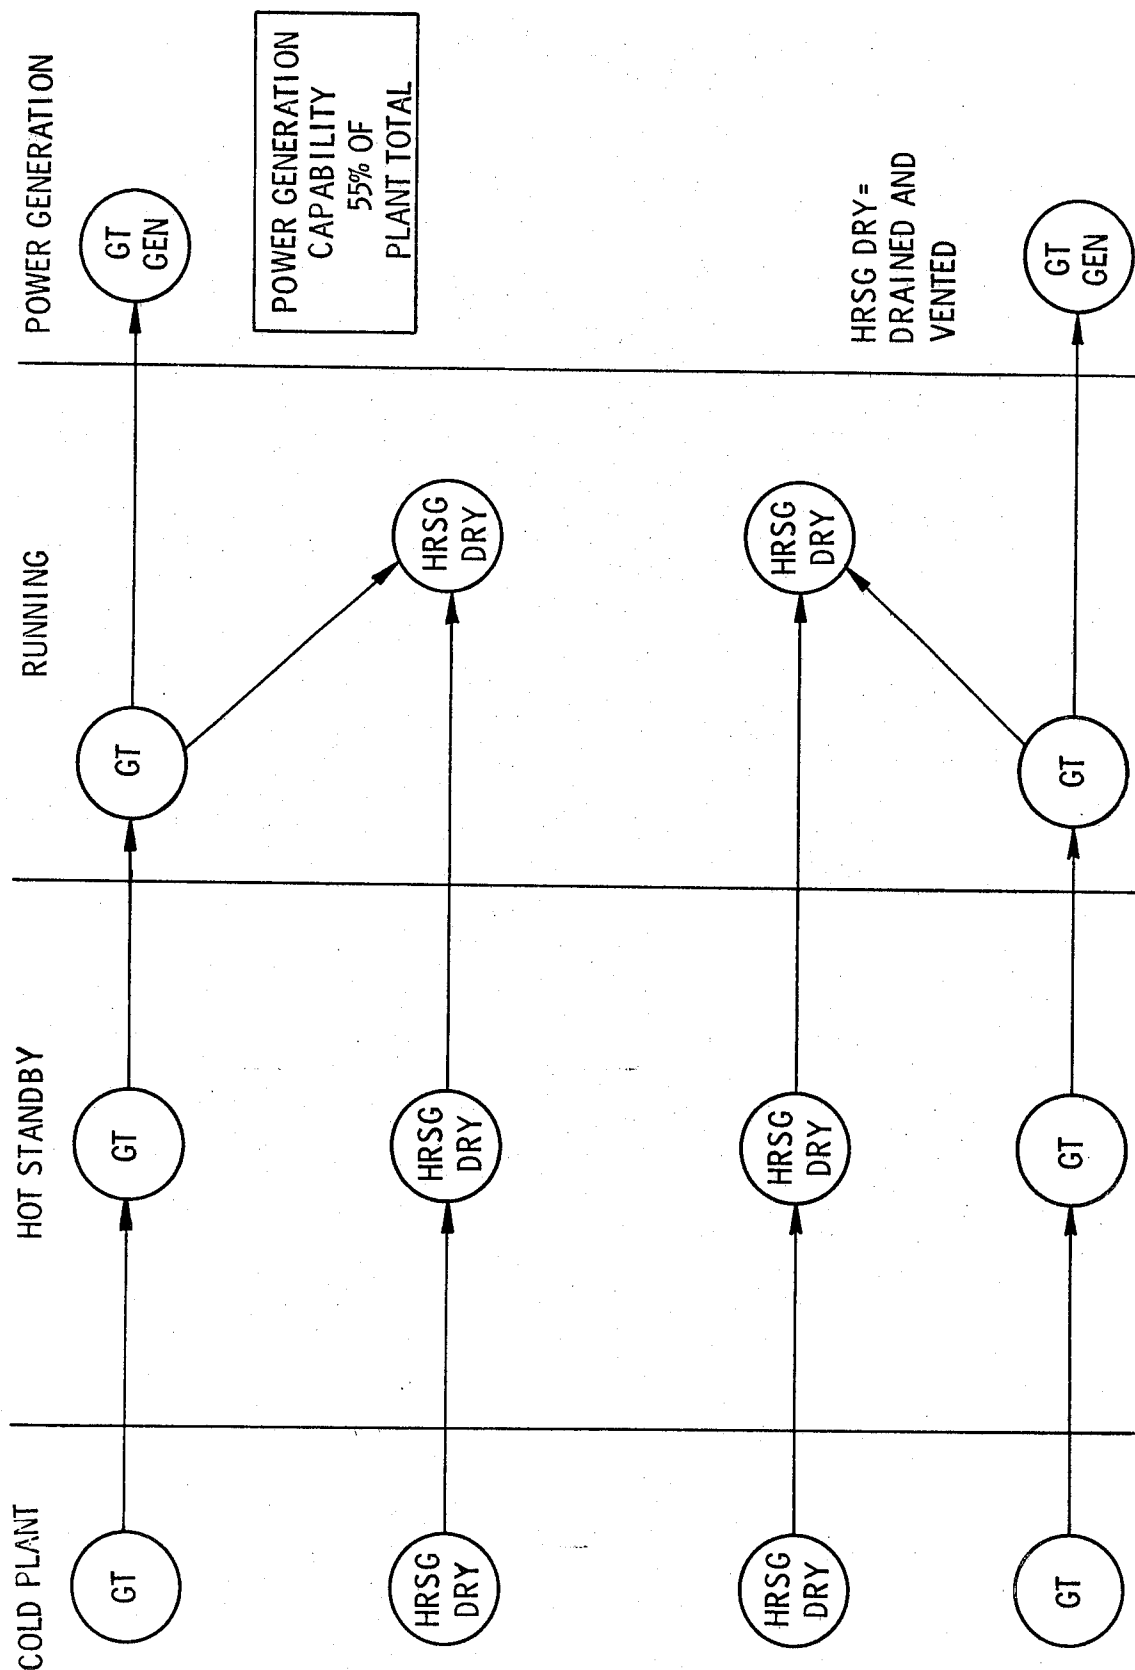 COLD PLANT
HOT STANDBY
RUNNING
POWER GENERATION
GT
GT
GT
GT
GEN
POWER GENERATION
CAPABILITY
55% OF
PLANT TOTAL
HRSG
DRY
HRSG
DRY
HRSG
DRY
HRSG
DRY
HRSG
DRY
HRSG
DRY
HRSG DRY=
DRAINED AND
VENTED
GT
GT
GT
GT
GEN